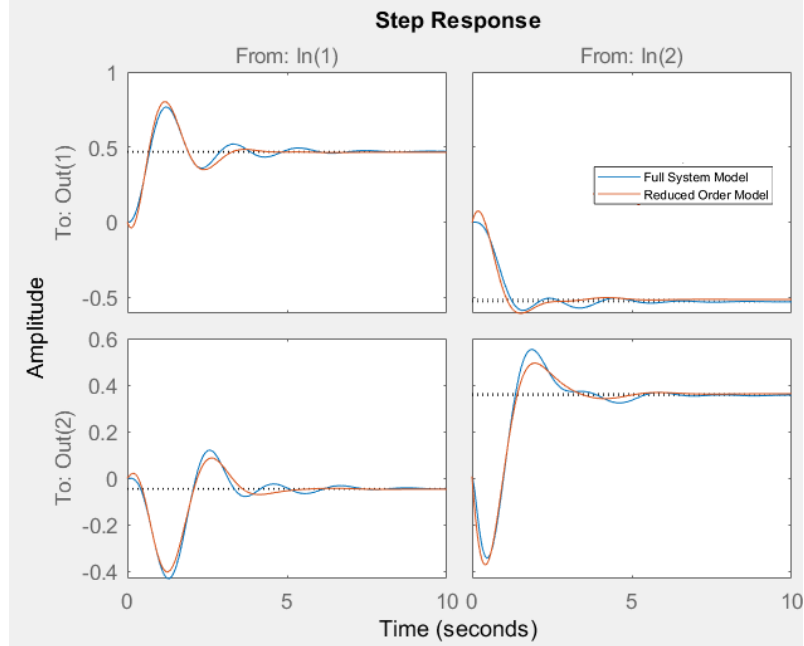 Step Response
From: In(1)
From: In(2)
Amplitude
To: Out(1)
1
0.5
0
-0.5
Full System Model
Reduced Order Model
To: Out(2)
0.6
0.4
0.2
0
-0.2
-0.4
0
5
10
0
5
10
Time (seconds)